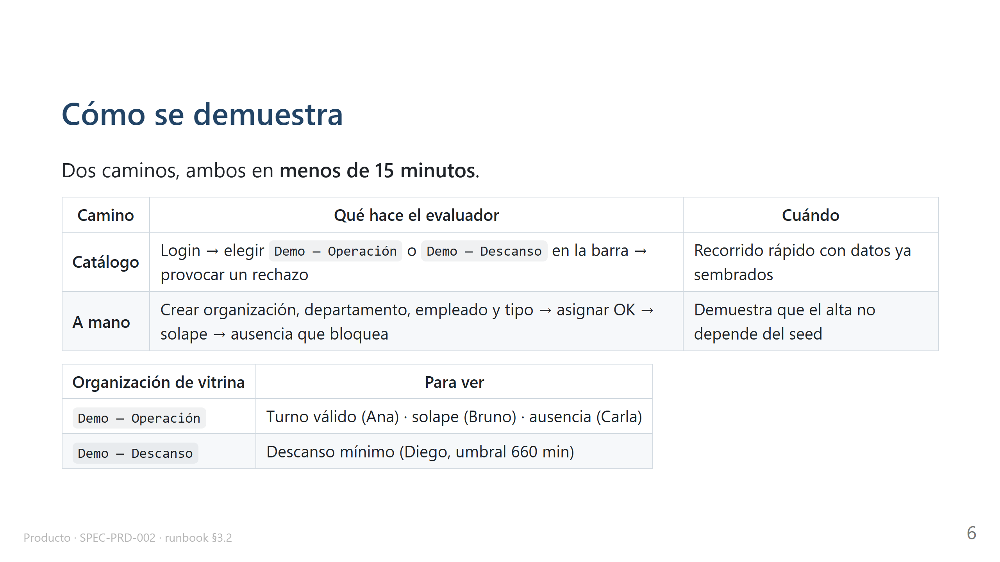 Cómo se demuestra
Dos caminos, ambos en menos de 15 minutos.
Camino
Qué hace el evaluador
Cuándo
Catálogo
Login → elegir Demo — Operación o Demo — Descanso en la barra →
provocar un rechazo
Recorrido rápido con datos ya
sembrados
A mano
Crear organización, departamento, empleado y tipo → asignar OK →
solape → ausencia que bloquea
Demuestra que el alta no
depende del seed
Organización de vitrina
Para ver
Demo — Operación
Turno válido (Ana) · solape (Bruno) · ausencia (Carla)
Demo — Descanso
Descanso mínimo (Diego, umbral 660 min)
Producto · SPEC-PRD-002 · runbook §3.2
6